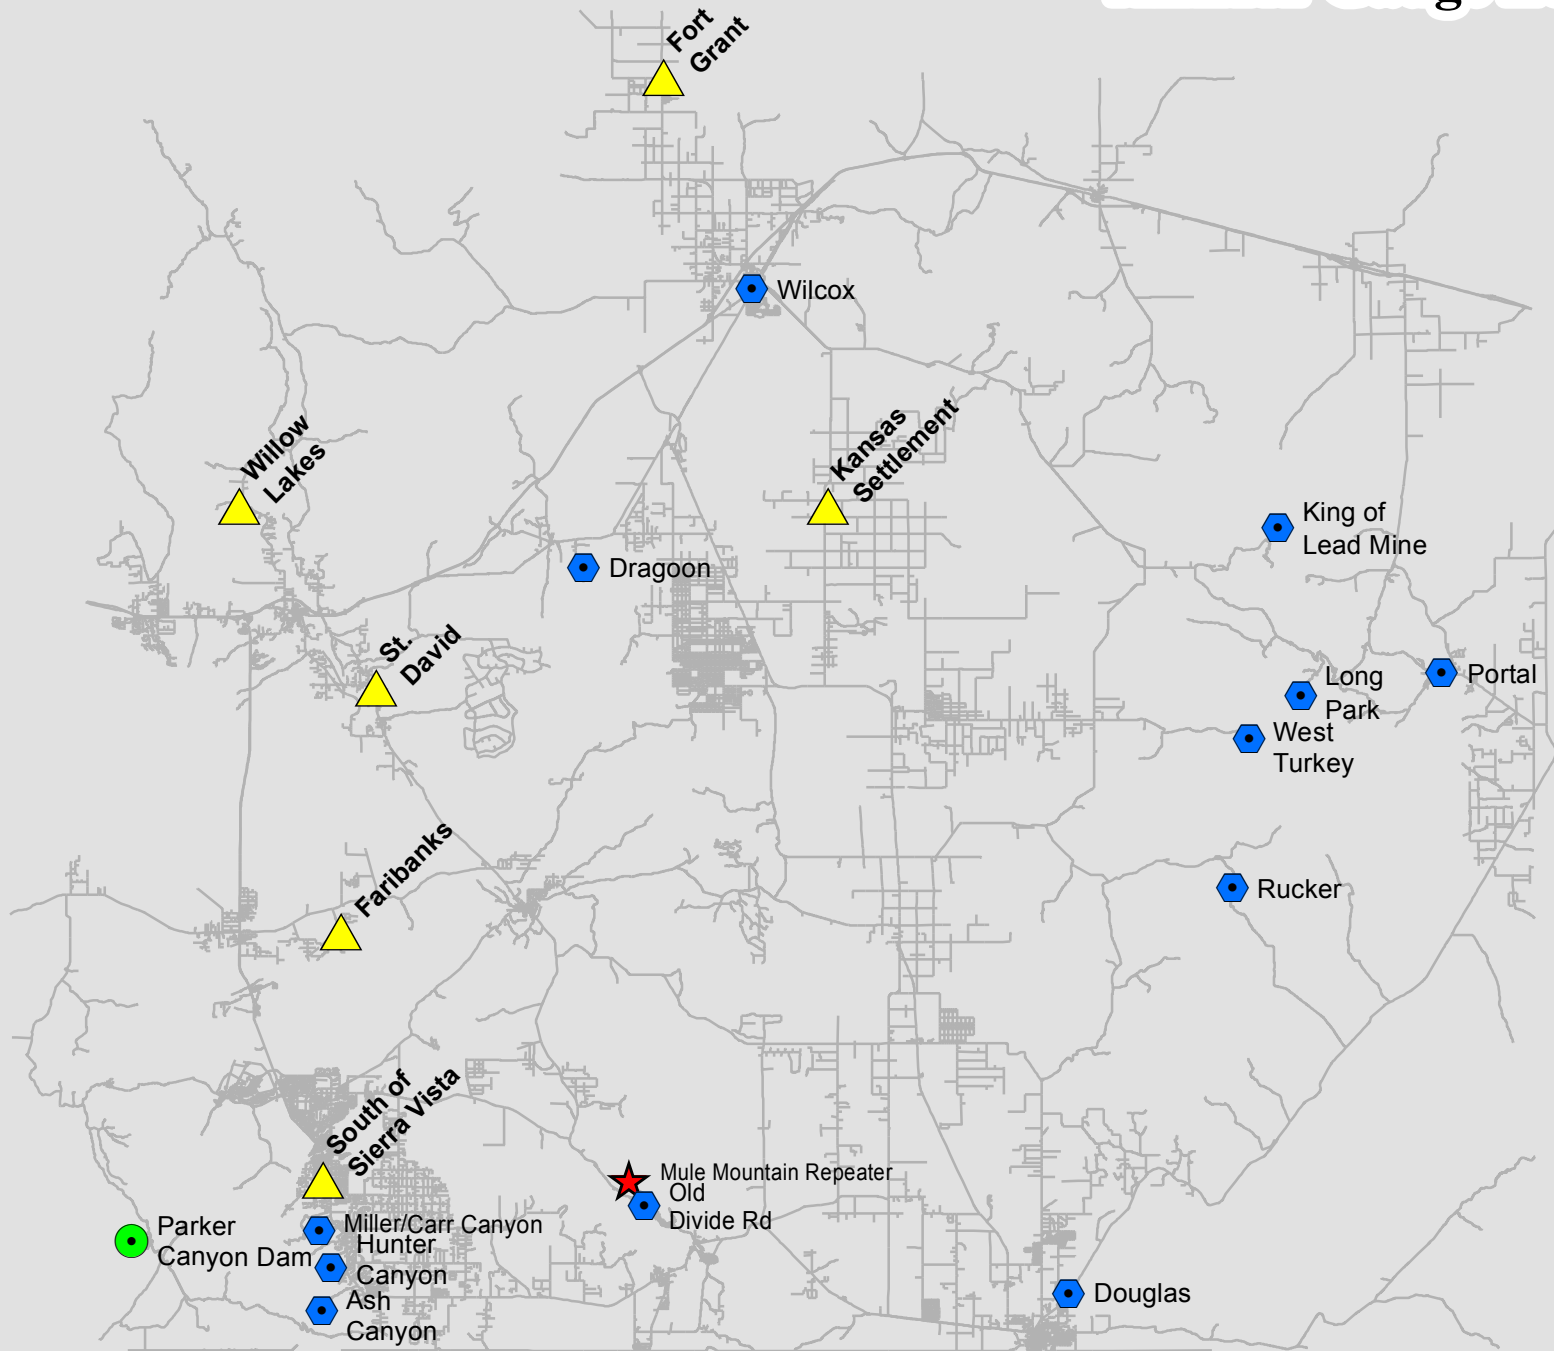 Fort
Grant
Wilcox
Willow
Lakes
Kansas
Settlement
King of
Lead Mine
Dragoon
St.
David
Long
Park
Portal
West
Turkey
Faribanks
Rucker
South of
Sierra Vista
Mule Mountain Repeater
Old
Divide Rd
Parker
Canyon Dam
Miller/Carr Canyon
Hunter
Canyon
Ash
Canyon
Douglas